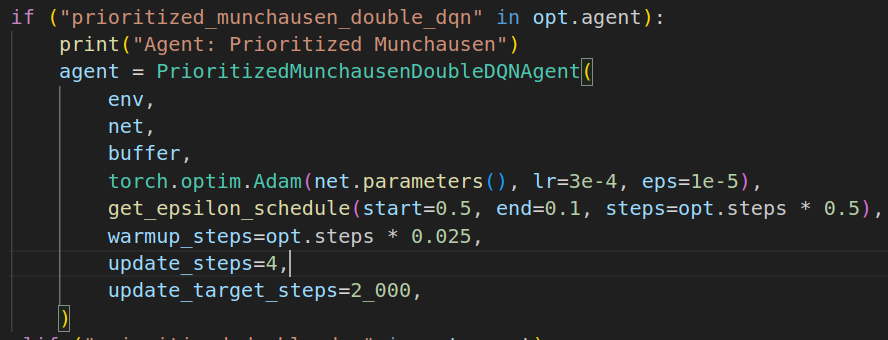 if ("prioritized_munchausen_double_dqn" in opt.agent):
    print("Agent: Prioritized Munchausen")
    agent = PrioritizedMunchausenDoubleDQNAgent(
        env,
        net,
        buffer,
        torch.optim.Adam(net.parameters(), lr=3e-4, eps=1e-5),
        get_epsilon_schedule(start=0.5, end=0.1, steps=opt.steps * 0.5),
        warmup_steps=opt.steps * 0.025,
        update_steps=4,
        update_target_steps=2_000,
    )